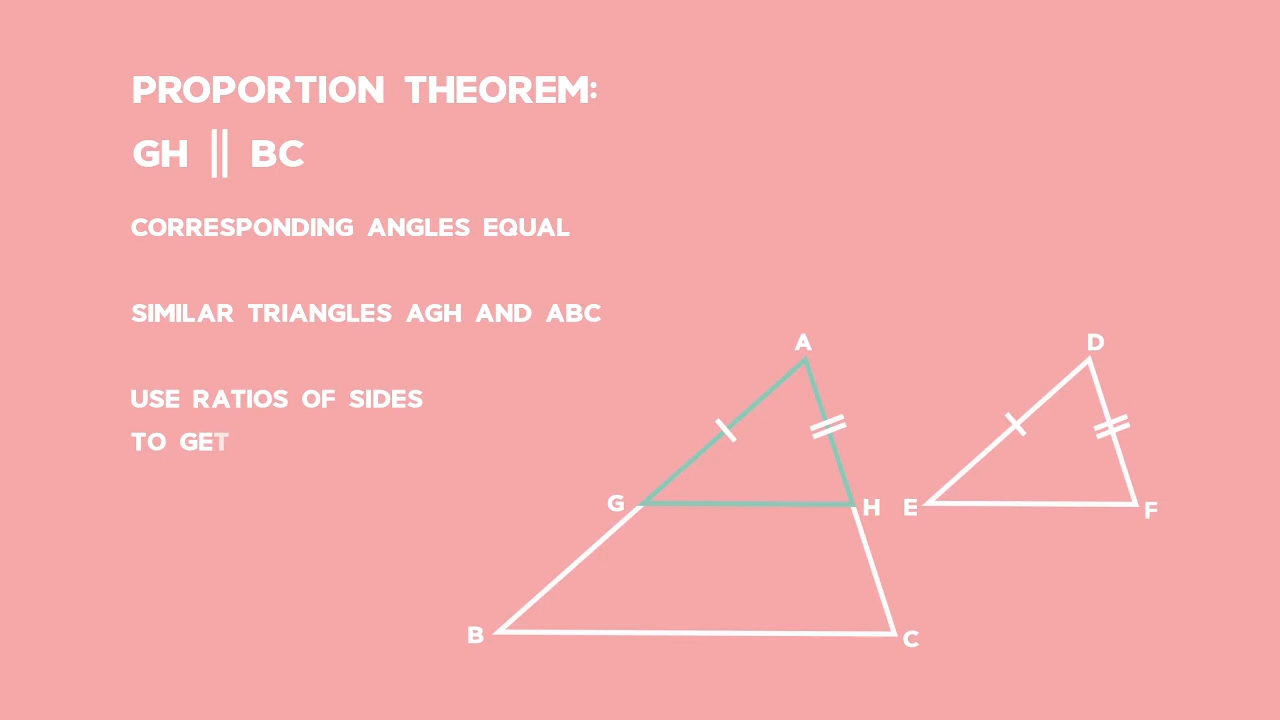 PROPORTION THEOREM:
GH || BC
CORRESPONDING ANGLES EQUAL
SIMILAR TRIANGLES AGH AND ABC
USE RATIOS OF SIDES
TO GET
A
D
G
H
E
F
B
C